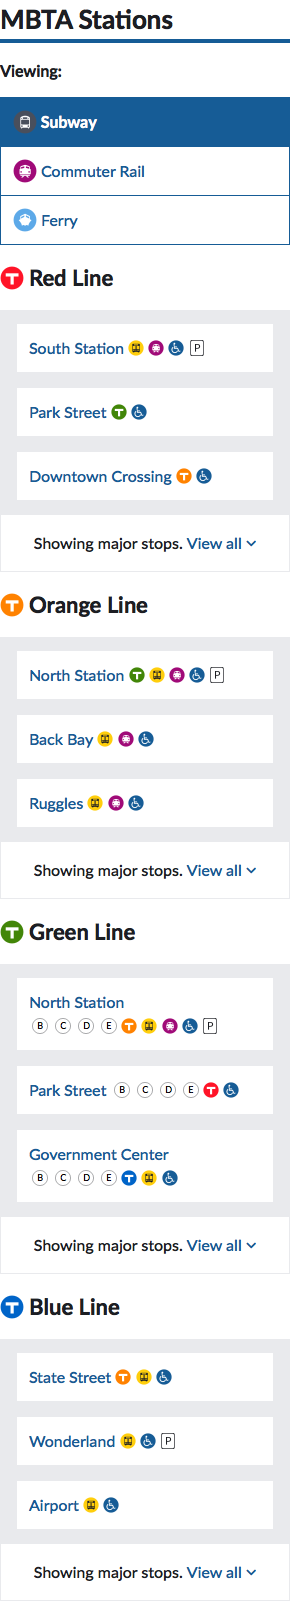 MBTA Stations
Viewing:
Subway
Commuter Rail
Ferry
T Red Line
South Station P
Park Street T
Downtown Crossing T
Showing major stops. View all
T Orange Line
North Station T P
Back Bay
Ruggles
Showing major stops. View all
T Green Line
North Station
B C D E T P
Park Street B C D E T
Government Center
B C D E T
Showing major stops. View all
T Blue Line
State Street T
Wonderland P
Airport
Showing major stops. View all